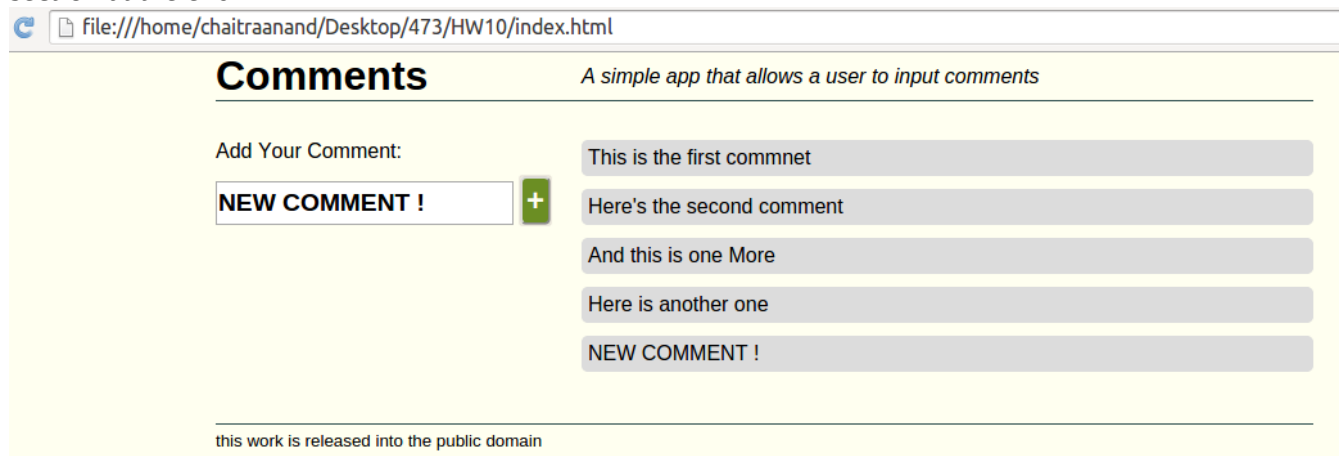 file:///home/chaitraanand/Desktop/473/HW10/index.html
Comments
A simple app that allows a user to input comments
Add Your Comment:
NEW COMMENT !
+
This is the first commnet
Here's the second comment
And this is one More
Here is another one
NEW COMMENT !
this work is released into the public domain